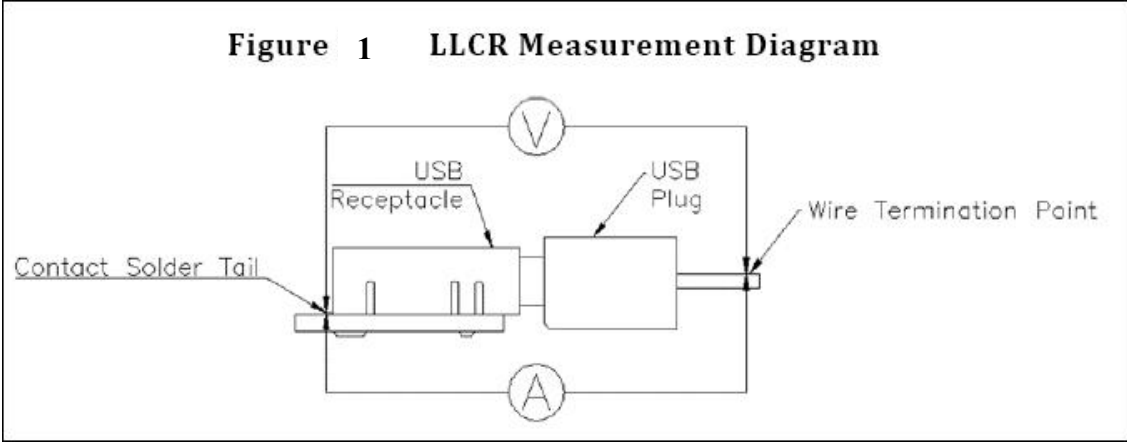 Figure 1 LLCR Measurement Diagram
V
USB
Receptacle
USB
Plug
Wire Termination Point
Contact Solder Tail
A